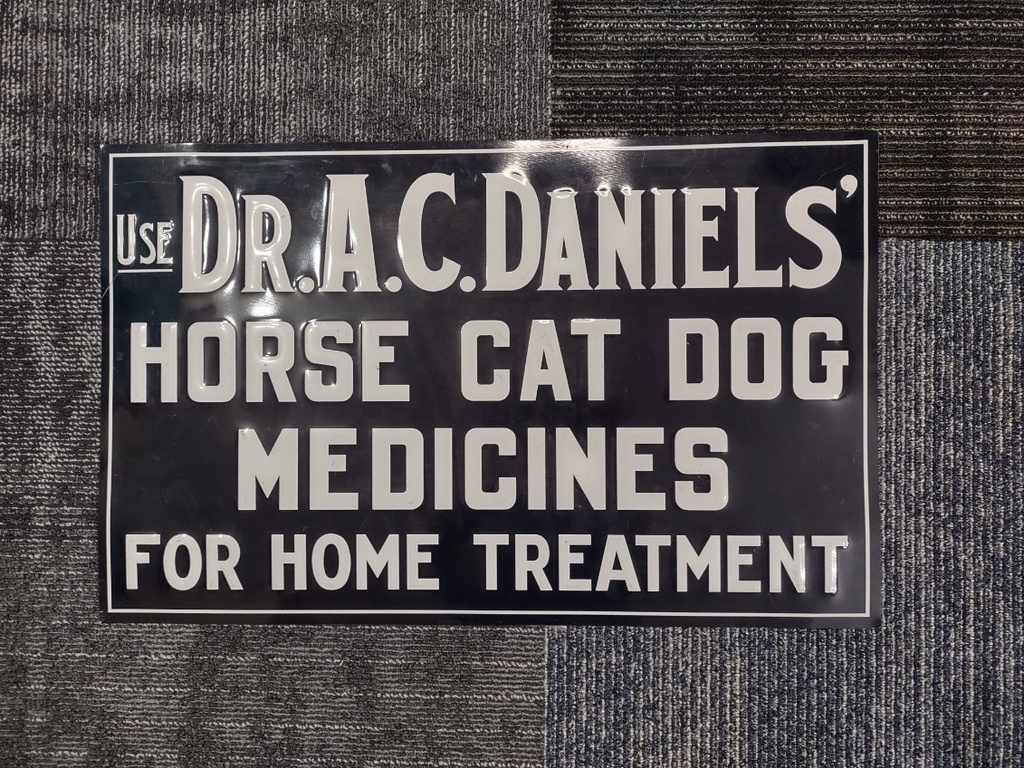 USE DR. A.C. DANIELS'
HORSE CAT DOG
MEDICINES
FOR HOME TREATMENT